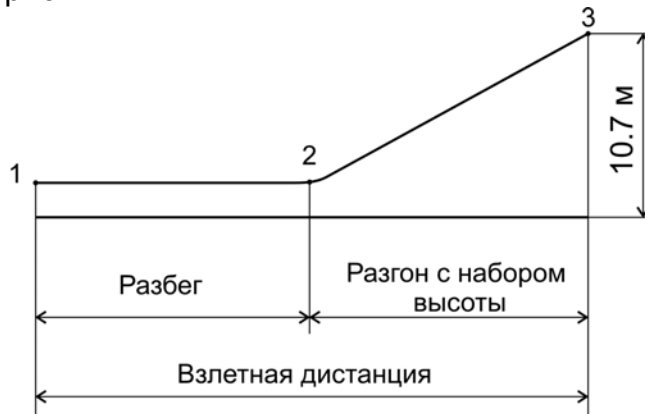 3
2
1
10.7 м
Разбег
Разгон с набором
высоты
Взлетная дистанция